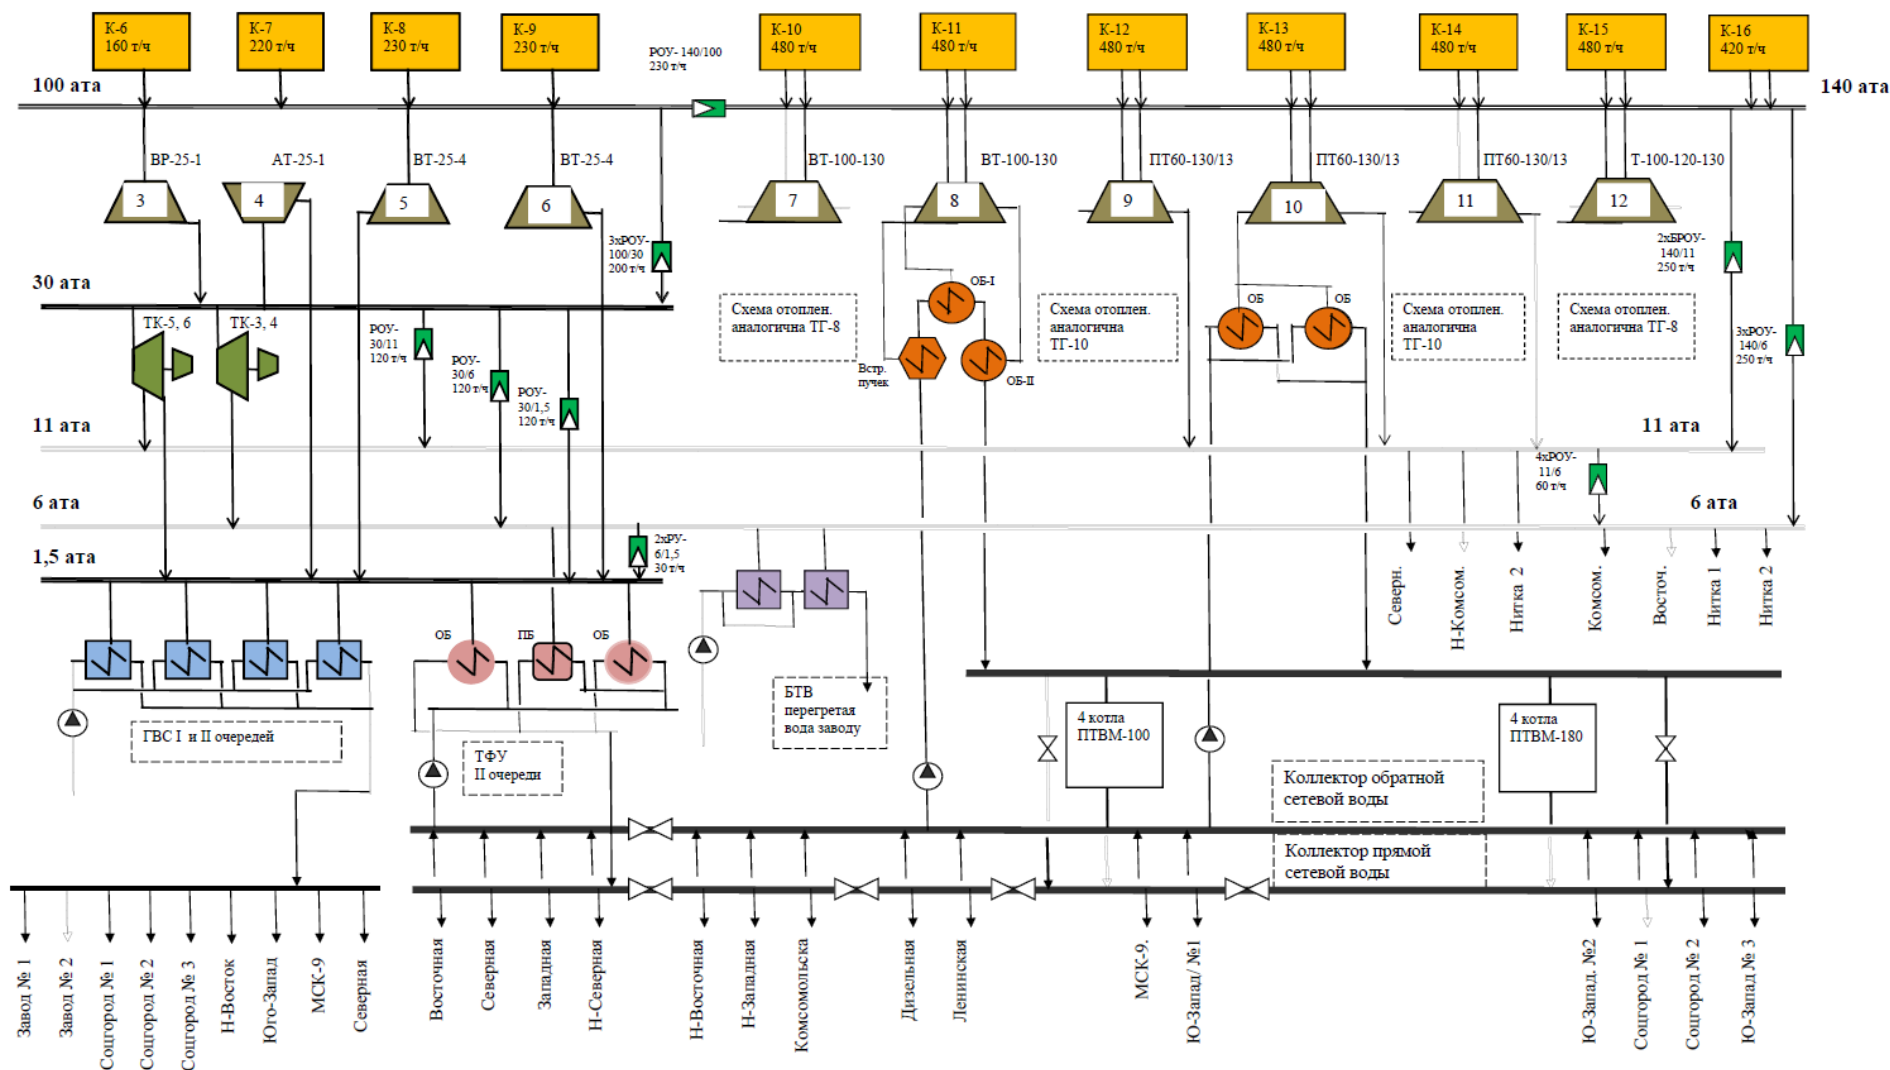 К-6
160 т/ч
К-7
220 т/ч
К-8
230 т/ч
К-9
230 т/ч
РОУ- 140/100
230 т/ч
К-10
480 т/ч
К-11
480 т/ч
К-12
480 т/ч
К-13
480 т/ч
К-14
480 т/ч
К-15
480 т/ч
К-16
420 т/ч
100 ата
140 ата
ВР-25-1
АТ-25-1
ВТ-25-4
ВТ-25-4
ВТ-100-130
ВТ-100-130
ПТ60-130/13
ПТ60-130/13
ПТ60-130/13
Т-100-120-130
3
4
5
6
7
8
9
10
11
12
3хРОУ-
100/30
200 т/ч
2хБРОУ-
140/11
250 т/ч
30 ата
ТК-5, 6
ТК-3, 4
РОУ-
30/11
120 т/ч
РОУ-
30/6
120 т/ч
РОУ-
30/1,5
120 т/ч
Схема отоплен.
аналогична ТГ-8
ОБ-I
Встр.
пучек
ОБ-II
Схема отоплен.
аналогична
ТГ-10
ОБ
ОБ
Схема отоплен.
аналогична
ТГ-10
Схема отоплен.
аналогична ТГ-8
3хРОУ-
140/6
250 т/ч
11 ата
11 ата
4хРОУ-
11/6
60 т/ч
6 ата
6 ата
2хРУ-
6/1,5
30 т/ч
1,5 ата
Северн.
Н-Комсом.
Нитка 2
Комсом.
Восточ.
Нитка 1
Нитка 2
ОБ
ПБ
ОБ
ГВС I и II очередей
ТФУ
II очереди
БТВ
перегретая
вода заводу
4 котла
ПТВМ-100
4 котла
ПТВМ-180
Коллектор обратной
сетевой воды
Коллектор прямой
сетевой воды
Завод № 1
Завод № 2
Соцгород № 1
Соцгород № 2
Соцгород № 3
Н-Восток
Юго-Запад
МСК-9
Северная
Восточная
Северная
Западная
Н-Северная
Н-Восточная
Н-Западная
Комсомольска
Дизельная
Ленинская
МСК-9.
Ю-Запад/ №1
Ю-Запад. №2
Соцгород № 1
Соцгород № 2
Ю-Запад № 3